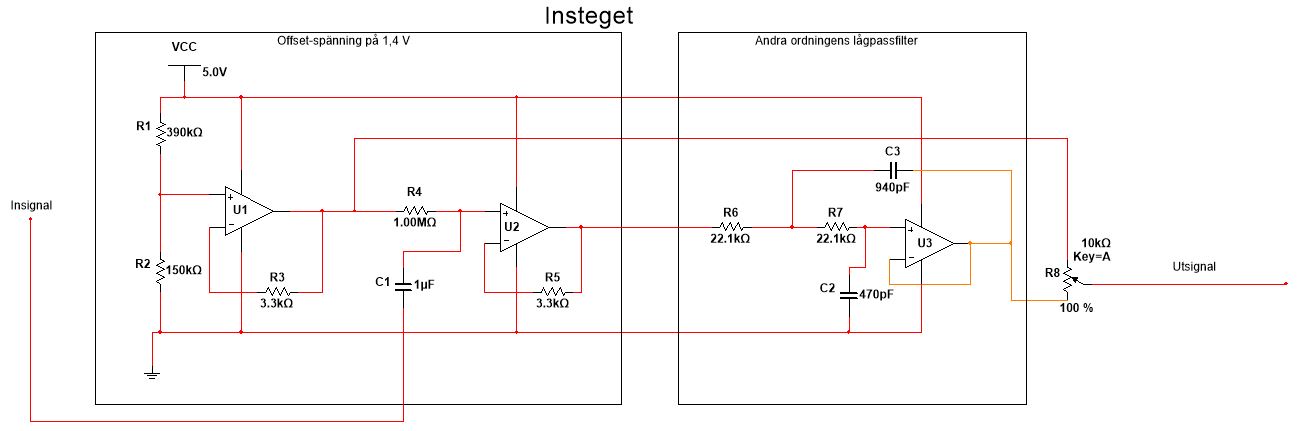 Insteget
Offset-spänning på 1,4 V
VCC
5.0V
R1
390kΩ
R2
150kΩ
+
U1
−
R3
3.3kΩ
R4
1.00MΩ
C1
1µF
+
U2
−
R5
3.3kΩ
Insignal
Andra ordningens lågpassfilter
C3
940pF
R6
22.1kΩ
R7
22.1kΩ
C2
470pF
+
U3
−
10kΩ
Key=A
R8
100 %
Utsignal